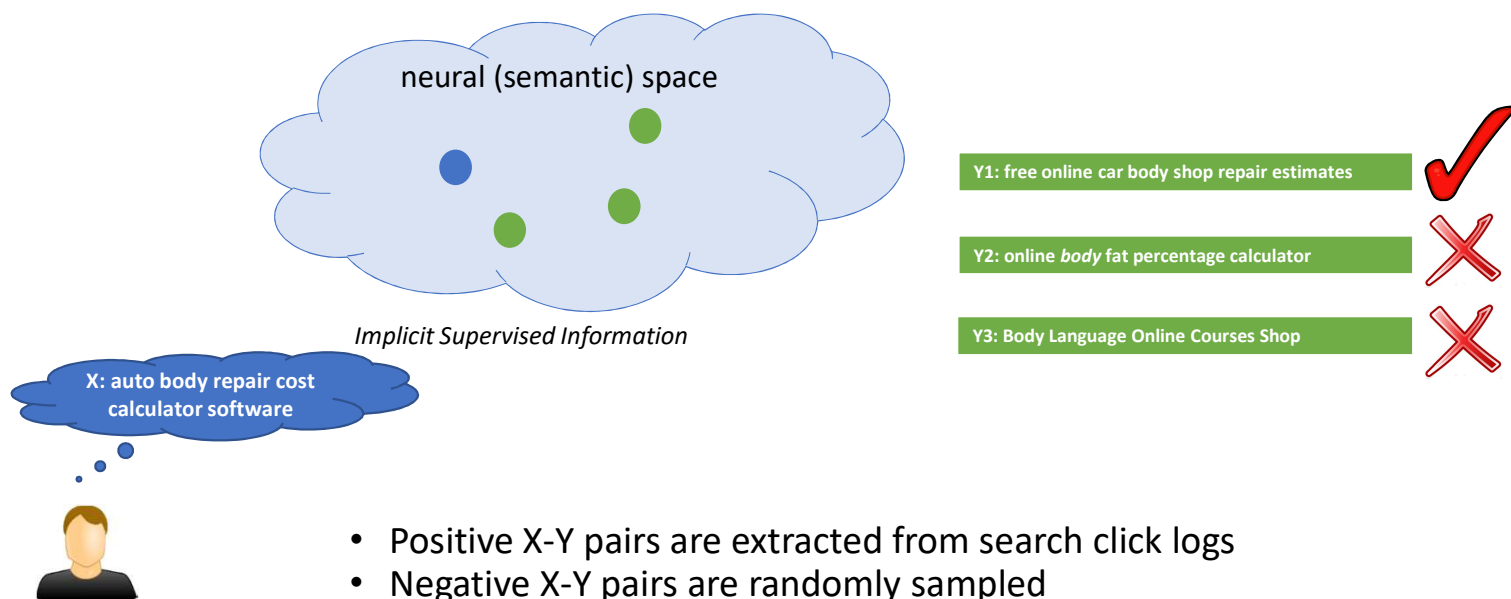 neural (semantic) space
Y1: free online car body shop repair estimates
Y2: online body fat percentage calculator
Implicit Supervised Information
Y3: Body Language Online Courses Shop
X: auto body repair cost
calculator software
• Positive X-Y pairs are extracted from search click logs
• Negative X-Y pairs are randomly sampled